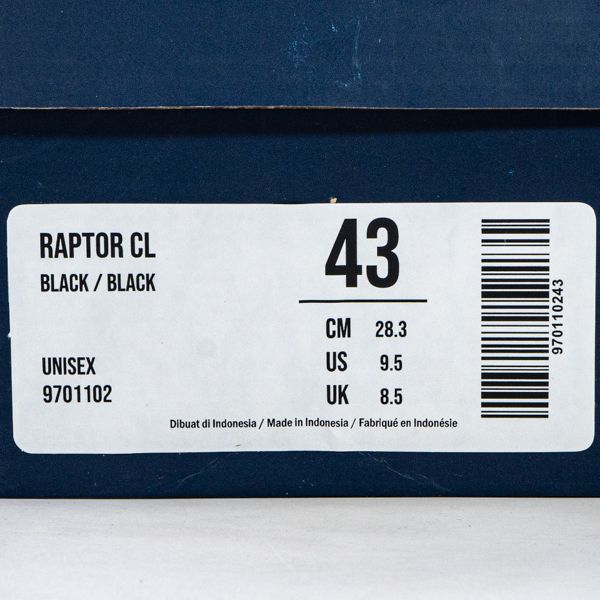 RAPTOR CL
BLACK / BLACK
UNISEX
9701102
43
CM 28.3
US 9.5
UK 8.5
Dibuat di Indonesia / Made in Indonesia / Fabriqué en Indonésie
970110243